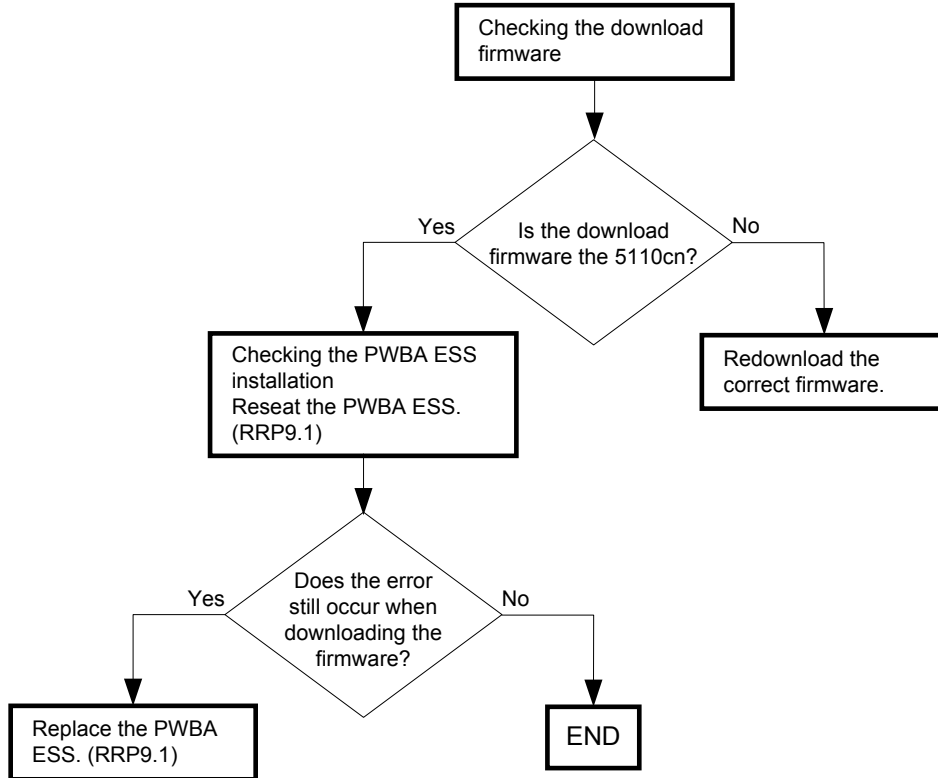 Checking the download
firmware
Yes
No
Is the download
firmware the 5110cn?
Checking the PWBA ESS
installation
Reseat the PWBA ESS.
(RRP9.1)
Redownload the
correct firmware.
Yes
No
Does the error
still occur when
downloading the
firmware?
Replace the PWBA
ESS. (RRP9.1)
END